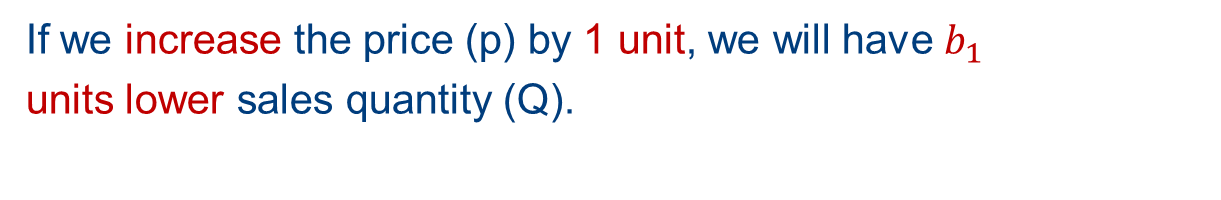 If we increase the price (p) by 1 unit, we will have b₁
units lower sales quantity (Q).